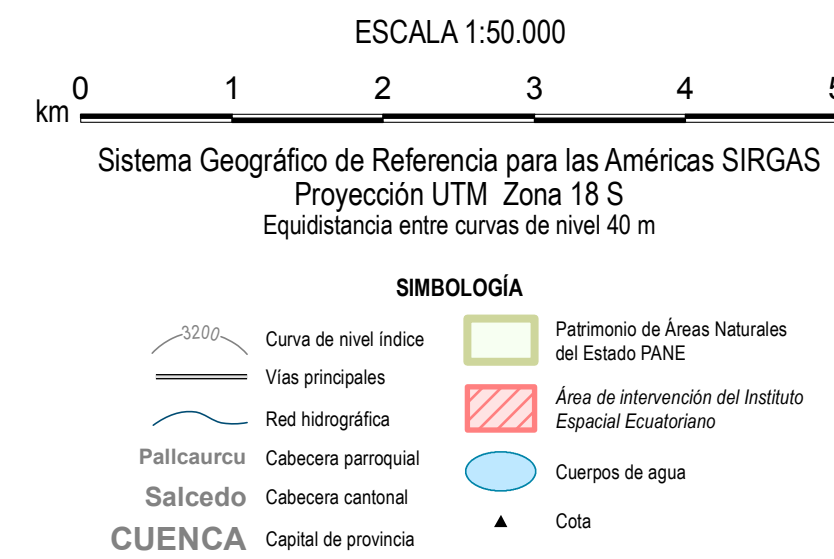 ESCALA 1:50.000
0 1 2 3 4 5
km
Sistema Geográfico de Referencia para las Américas SIRGAS
Proyección UTM Zona 18 S
Equidistancia entre curvas de nivel 40 m
SIMBOLOGÍA
3200
Curva de nivel índice
Vías principales
Red hidrográfica
Pallcaurcu Cabecera parroquial
Salcedo Cabecera cantonal
CUENCA Capital de provincia
Patrimonio de Áreas Naturales
del Estado PANE
Área de intervención del Instituto
Espacial Ecuatoriano
Cuerpos de agua
Cota